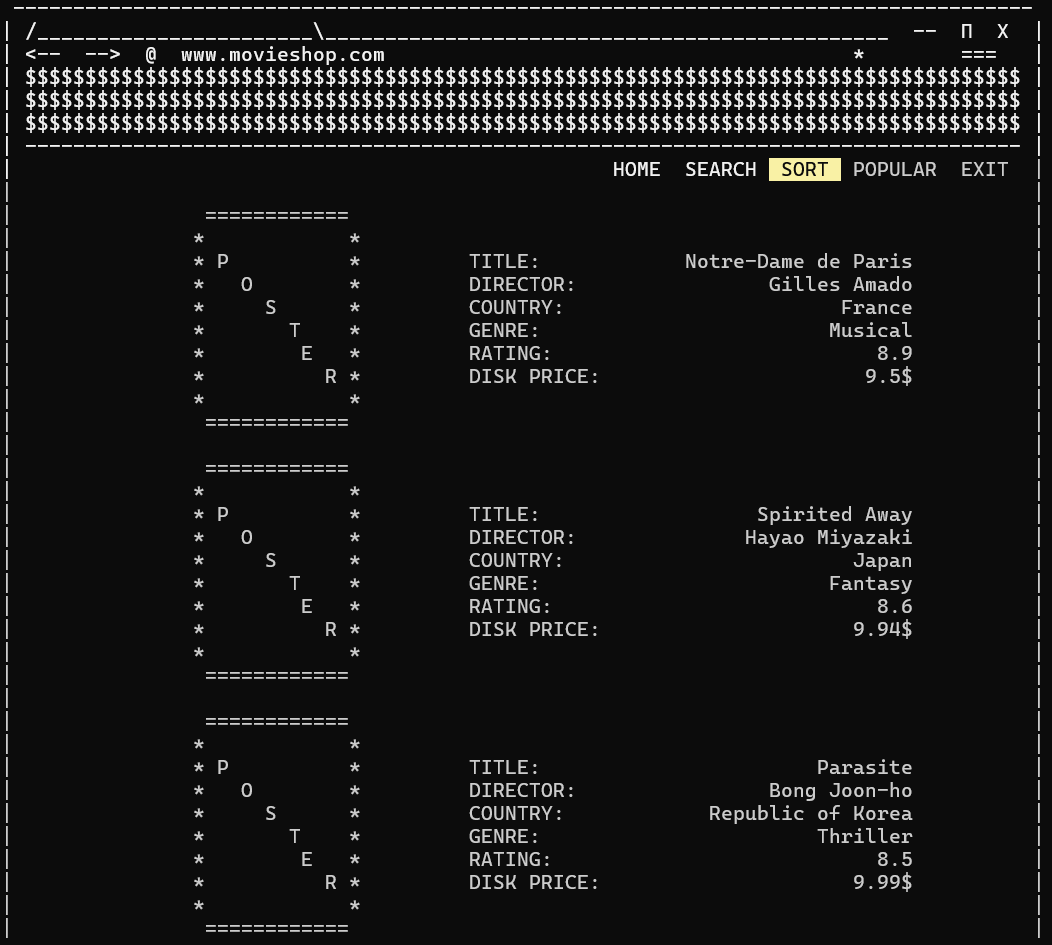 /_______________________\_______________________________________________  --  П  X
<--  -->  @  www.movieshop.com                                       *        ===
$$$$$$$$$$$$$$$$$$$$$$$$$$$$$$$$$$$$$$$$$$$$$$$$$$$$$$$$$$$$$$$$$$$$$$$$$$$$$$$$$$$
$$$$$$$$$$$$$$$$$$$$$$$$$$$$$$$$$$$$$$$$$$$$$$$$$$$$$$$$$$$$$$$$$$$$$$$$$$$$$$$$$$$
$$$$$$$$$$$$$$$$$$$$$$$$$$$$$$$$$$$$$$$$$$$$$$$$$$$$$$$$$$$$$$$$$$$$$$$$$$$$$$$$$$$
HOME  SEARCH  SORT  POPULAR  EXIT
============
*            *
* P          *         TITLE:            Notre-Dame de Paris
*   O        *         DIRECTOR:                Gilles Amado
*     S      *         COUNTRY:                       France
*       T    *         GENRE:                        Musical
*        E   *         RATING:                           8.9
*          R *         DISK PRICE:                      9.5$
*            *
============
============
*            *
* P          *         TITLE:                  Spirited Away
*   O        *         DIRECTOR:              Hayao Miyazaki
*     S      *         COUNTRY:                        Japan
*       T    *         GENRE:                        Fantasy
*        E   *         RATING:                           8.6
*          R *         DISK PRICE:                     9.94$
*            *
============
============
*            *
* P          *         TITLE:                       Parasite
*   O        *         DIRECTOR:                Bong Joon-ho
*     S      *         COUNTRY:            Republic of Korea
*       T    *         GENRE:                       Thriller
*        E   *         RATING:                           8.5
*          R *         DISK PRICE:                     9.99$
*            *
============